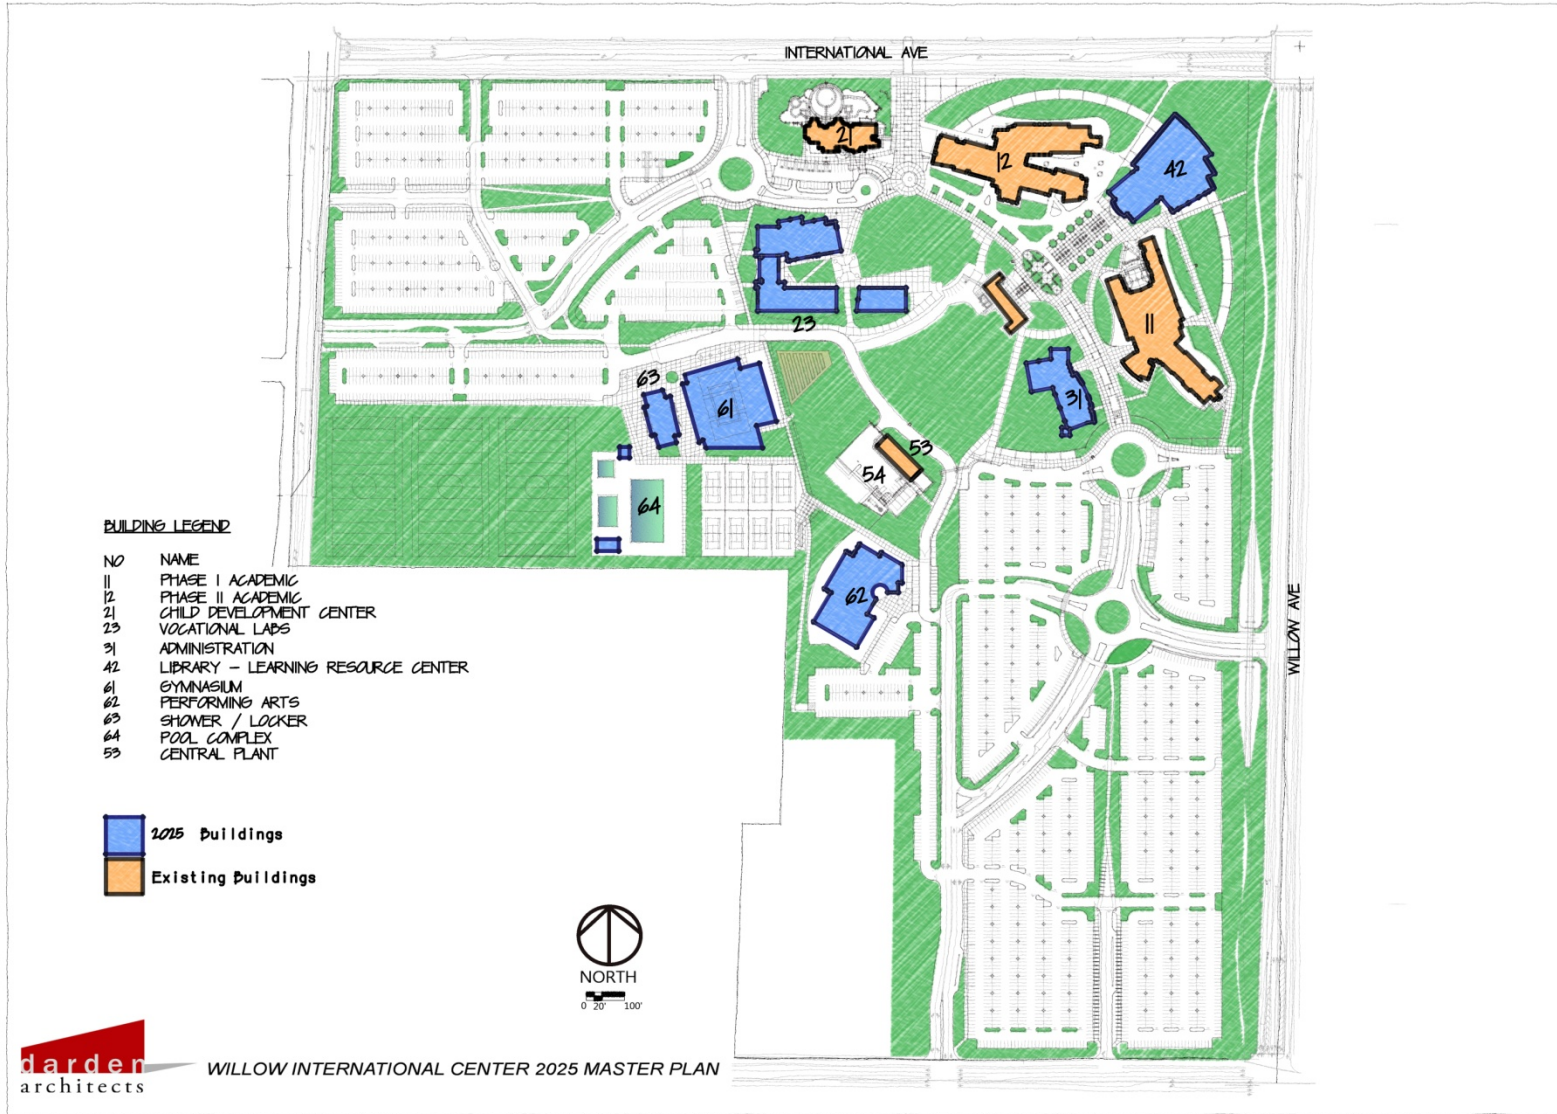 INTERNATIONAL AVE
21
12
42
23
11
63
61
31
53
54
64
62
WILLOW AVE
BUILDING LEGEND
NO NAME
11 PHASE I ACADEMIC
12 PHASE II ACADEMIC
21 CHILD DEVELOPMENT CENTER
23 VOCATIONAL LABS
31 ADMINISTRATION
42 LIBRARY - LEARNING RESOURCE CENTER
61 GYMNASIUM
62 PERFORMING ARTS
63 SHOWER / LOCKER
64 POOL COMPLEX
53 CENTRAL PLANT
2025 Buildings
Existing Buildings
NORTH
0 20' 100'
darden
architects
WILLOW INTERNATIONAL CENTER 2025 MASTER PLAN